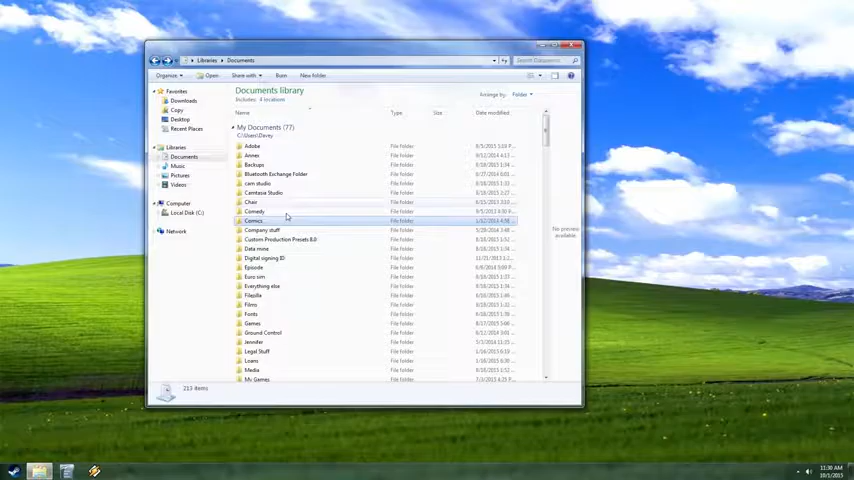 Libraries Documents
Search Documents
Organize Open Share with Burn New folder
Documents library
Includes: 4 locations
Arrange by: Folder
Name Type Size Date modified
My Documents (77)
C:\Users\Davey
Adobe File folder
Annex File folder
Backups File folder
Bluetooth Exchange Folder File folder
cam studio File folder
Camtasia Studio File folder
Chair File folder
Comedy File folder
Comics File folder
Company stuff File folder
Custom Production Presets 8.0 File folder
Data mine File folder
Digital signing ID File folder
Episode File folder
Euro sim File folder
Everything else File folder
Filezilla File folder
Films File folder
Fonts File folder
Games File folder
Ground Control File folder
Jennifer File folder
Legal Stuff File folder
Loans File folder
Media File folder
My Games File folder
Favorites
Downloads
Copy
Desktop
Recent Places
Libraries
Documents
Music
Pictures
Videos
Computer
Local Disk (C:)
Network
No preview
available.
213 items
11:30 AM
10/1/2015